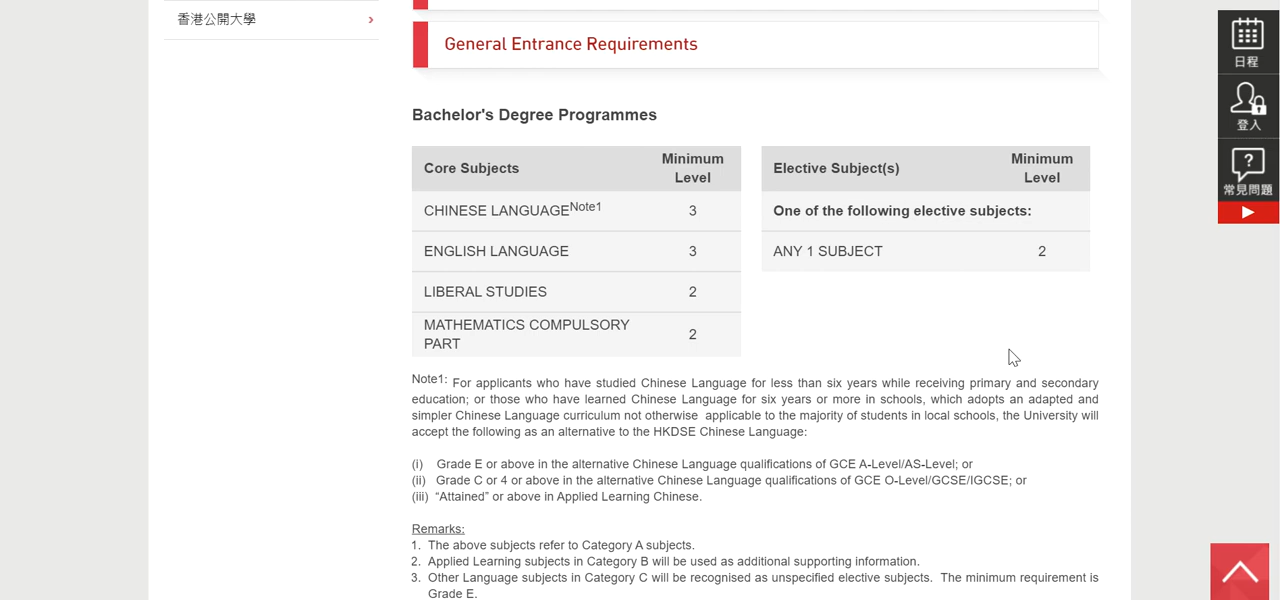 香港公開大學
General Entrance Requirements
Bachelor's Degree Programmes
Core Subjects Minimum Level
CHINESE LANGUAGE Note1 3
ENGLISH LANGUAGE 3
LIBERAL STUDIES 2
MATHEMATICS COMPULSORY PART 2
Elective Subject(s) Minimum Level
One of the following elective subjects:
ANY 1 SUBJECT 2
Note1: For applicants who have studied Chinese Language for less than six years while receiving primary and secondary
education; or those who have learned Chinese Language for six years or more in schools, which adopts an adapted and
simpler Chinese Language curriculum not otherwise applicable to the majority of students in local schools, the University will
accept the following as an alternative to the HKDSE Chinese Language:
(i) Grade E or above in the alternative Chinese Language qualifications of GCE A-Level/AS-Level; or
(ii) Grade C or 4 or above in the alternative Chinese Language qualifications of GCE O-Level/GCSE/IGCSE; or
(iii) “Attained” or above in Applied Learning Chinese.
Remarks:
1. The above subjects refer to Category A subjects.
2. Applied Learning subjects in Category B will be used as additional supporting information.
3. Other Language subjects in Category C will be recognised as unspecified elective subjects. The minimum requirement is
Grade E.
日程
登入
常見問題